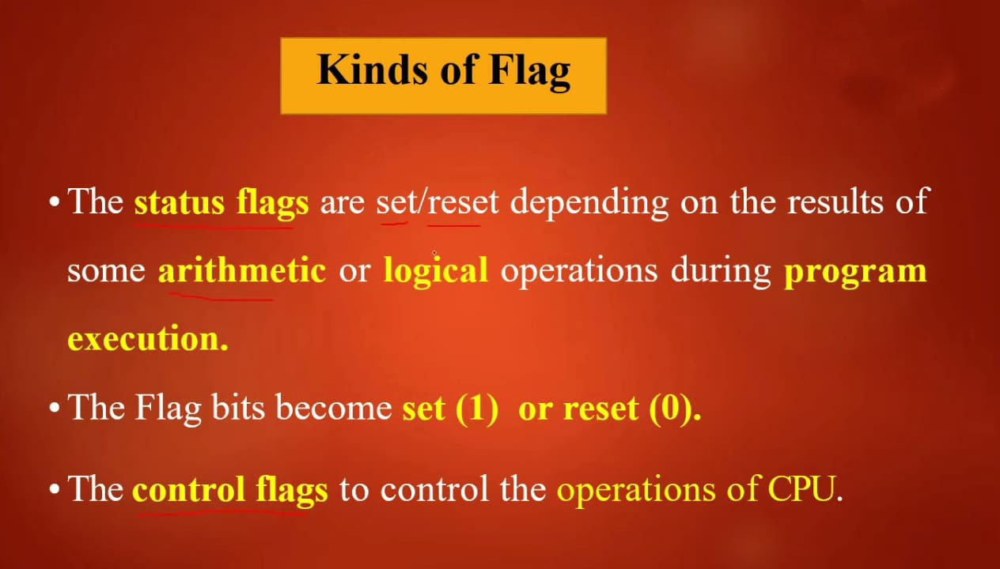 Kinds of Flag
• The status flags are set/reset depending on the results of
some arithmetic or logical operations during program
execution.
• The Flag bits become set (1) or reset (0).
• The control flags to control the operations of CPU.